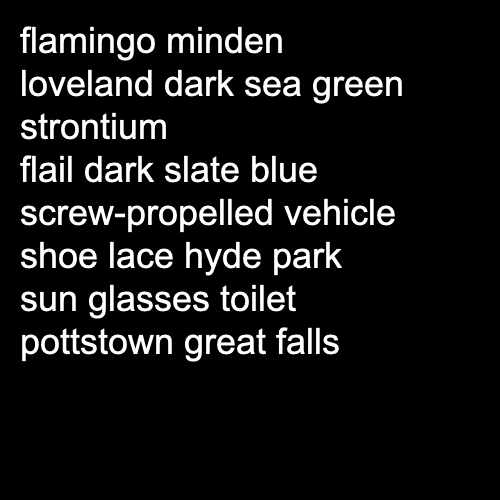 flamingo minden
loveland dark sea green
strontium
flail dark slate blue
screw-propelled vehicle
shoe lace hyde park
sun glasses toilet
pottstown great falls